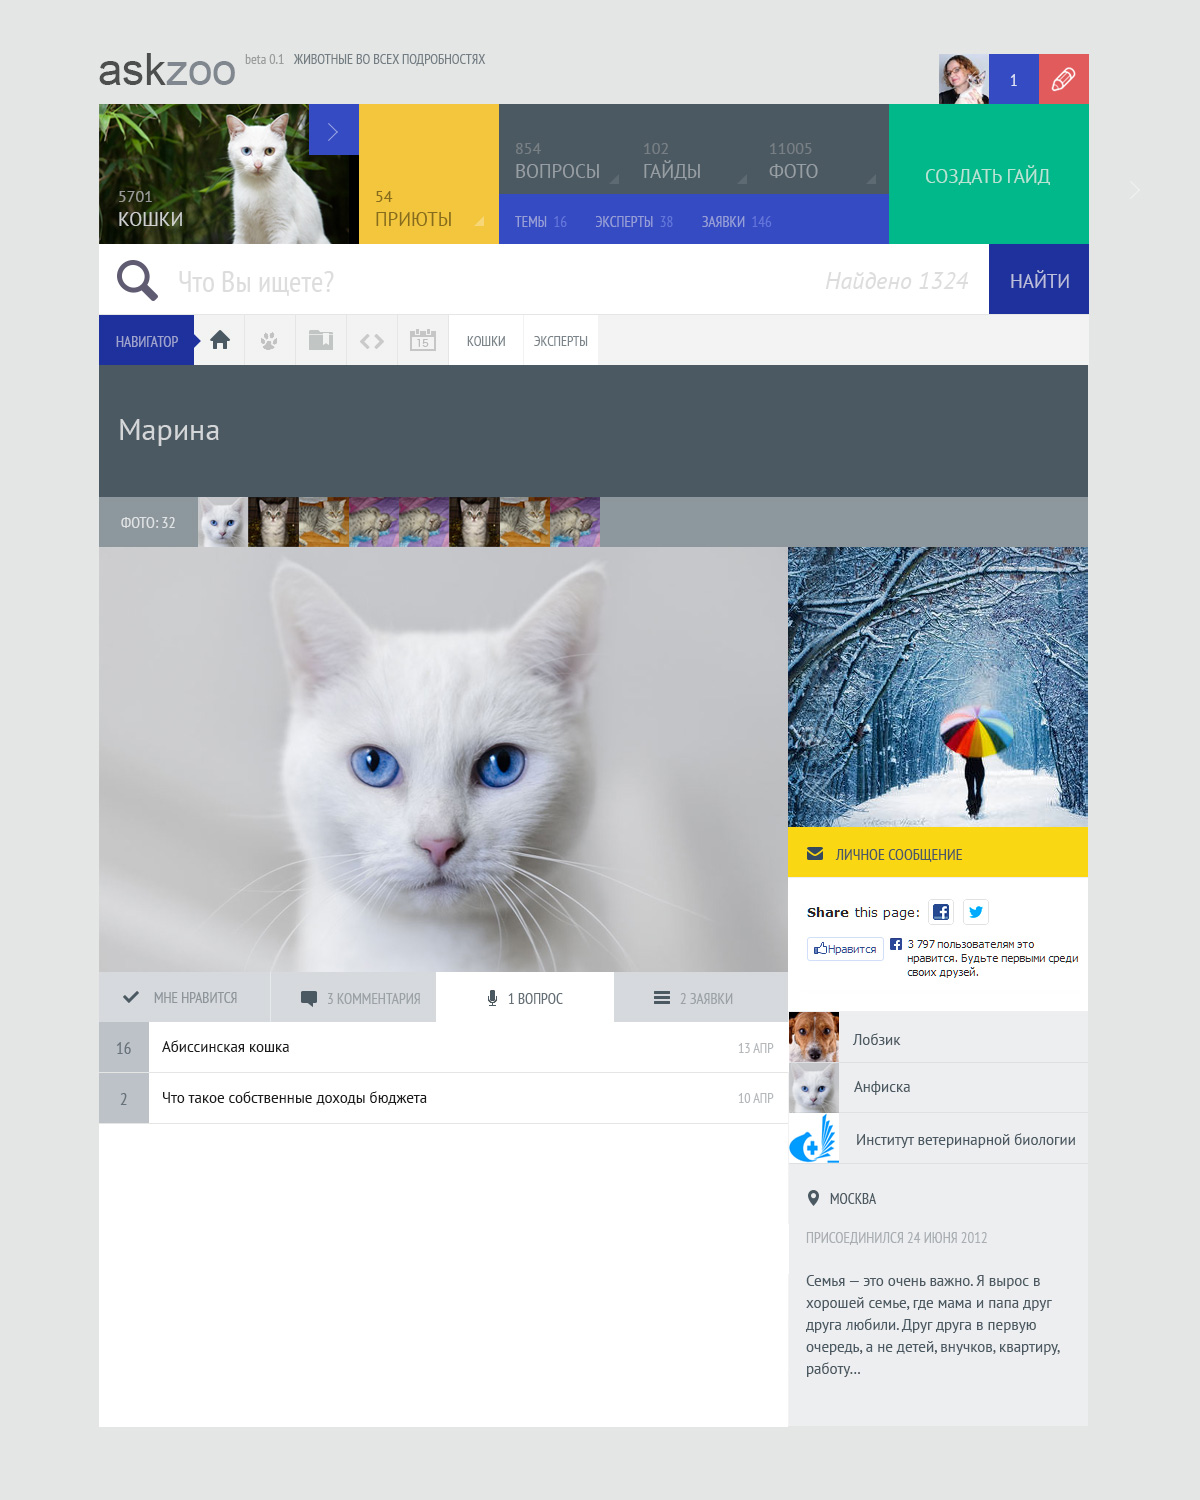 askzoo beta 0.1 ЖИВОТНЫЕ ВО ВСЕХ ПОДРОБНОСТЯХ
1
5701
КОШКИ
54
ПРИЮТЫ
854
ВОПРОСЫ
102
ГАЙДЫ
11005
ФОТО
ТЕМЫ 16 ЭКСПЕРТЫ 38 ЗАЯВКИ 146
СОЗДАТЬ ГАЙД
Что Вы ищете? Найдено 1324 НАЙТИ
НАВИГАТОР 15 КОШКИ ЭКСПЕРТЫ
Марина
ФОТО: 32
ЛИЧНОЕ СООБЩЕНИЕ
Share this page:
Нравится
3 797 пользователям это
нравится. Будьте первыми среди
своих друзей.
МНЕ НРАВИТСЯ 3 КОММЕНТАРИЯ 1 ВОПРОС 2 ЗАЯВКИ
16 Абиссинская кошка 13 АПР
2 Что такое собственные доходы бюджета 10 АПР
Лобзик
Анфиска
Институт ветеринарной биологии
МОСКВА
ПРИСОЕДИНИЛСЯ 24 ИЮНЯ 2012
Семья — это очень важно. Я вырос в
хорошей семье, где мама и папа друг
друга любили. Друг друга в первую
очередь, а не детей, внучков, квартиру,
работу...